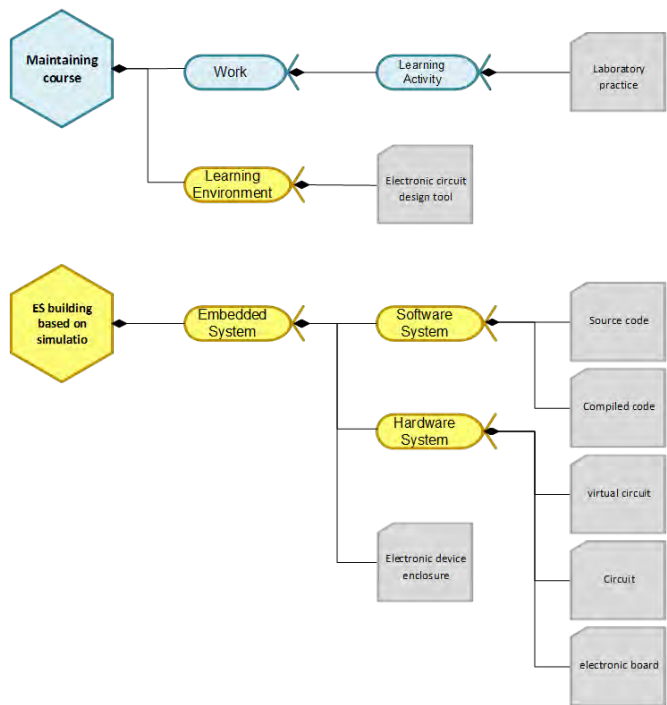 Maintaining
course
Work
Learning
Activity
Laboratory
practice
Learning
Environment
Electronic circuit
design tool
ES building
based on
simulatio
Embedded
System
Software
System
Source code
Compiled code
Hardware
System
virtual circuit
Electronic device
enclosure
Circuit
electronic board